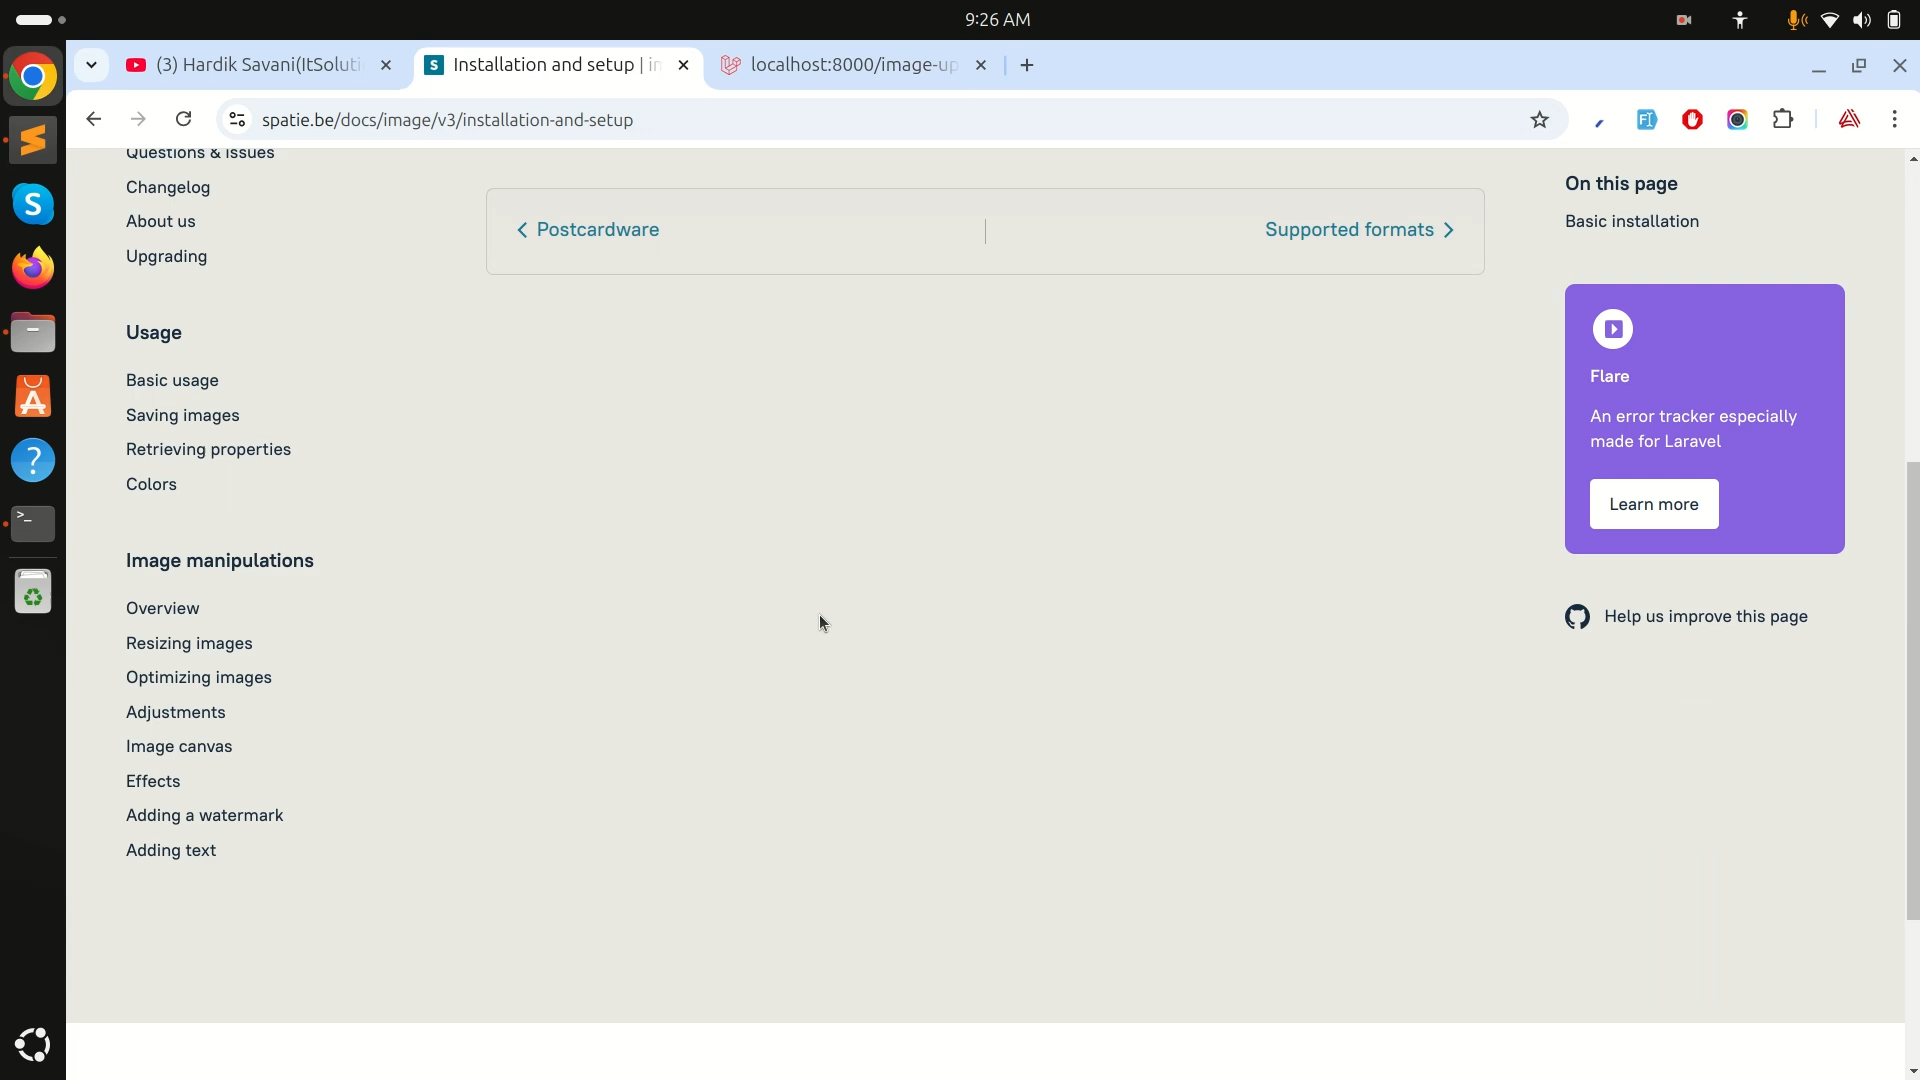 9:26 AM
(3) Hardik Savani(ItSoluti
Installation and setup | in
localhost:8000/image-up
spatie.be/docs/image/v3/installation-and-setup
Questions & issues
Changelog
About us
Upgrading
Usage
Basic usage
Saving images
Retrieving properties
Colors
Image manipulations
Overview
Resizing images
Optimizing images
Adjustments
Image canvas
Effects
Adding a watermark
Adding text
Postcardware
Supported formats
On this page
Basic installation
Flare
An error tracker especially
made for Laravel
Learn more
Help us improve this page